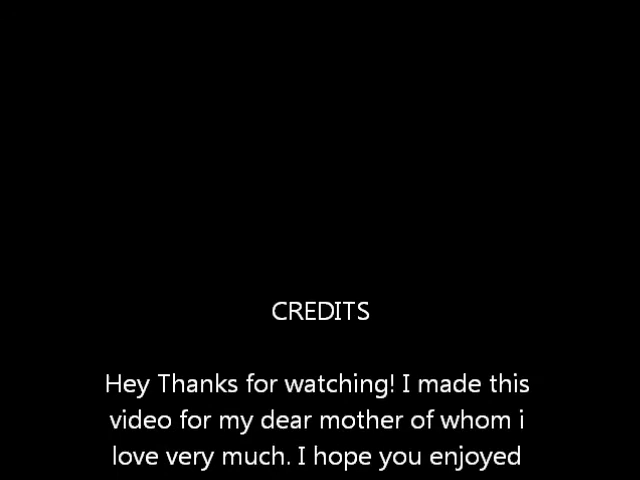 CREDITS
Hey Thanks for watching! I made this
video for my dear mother of whom i
love very much. I hope you enjoyed